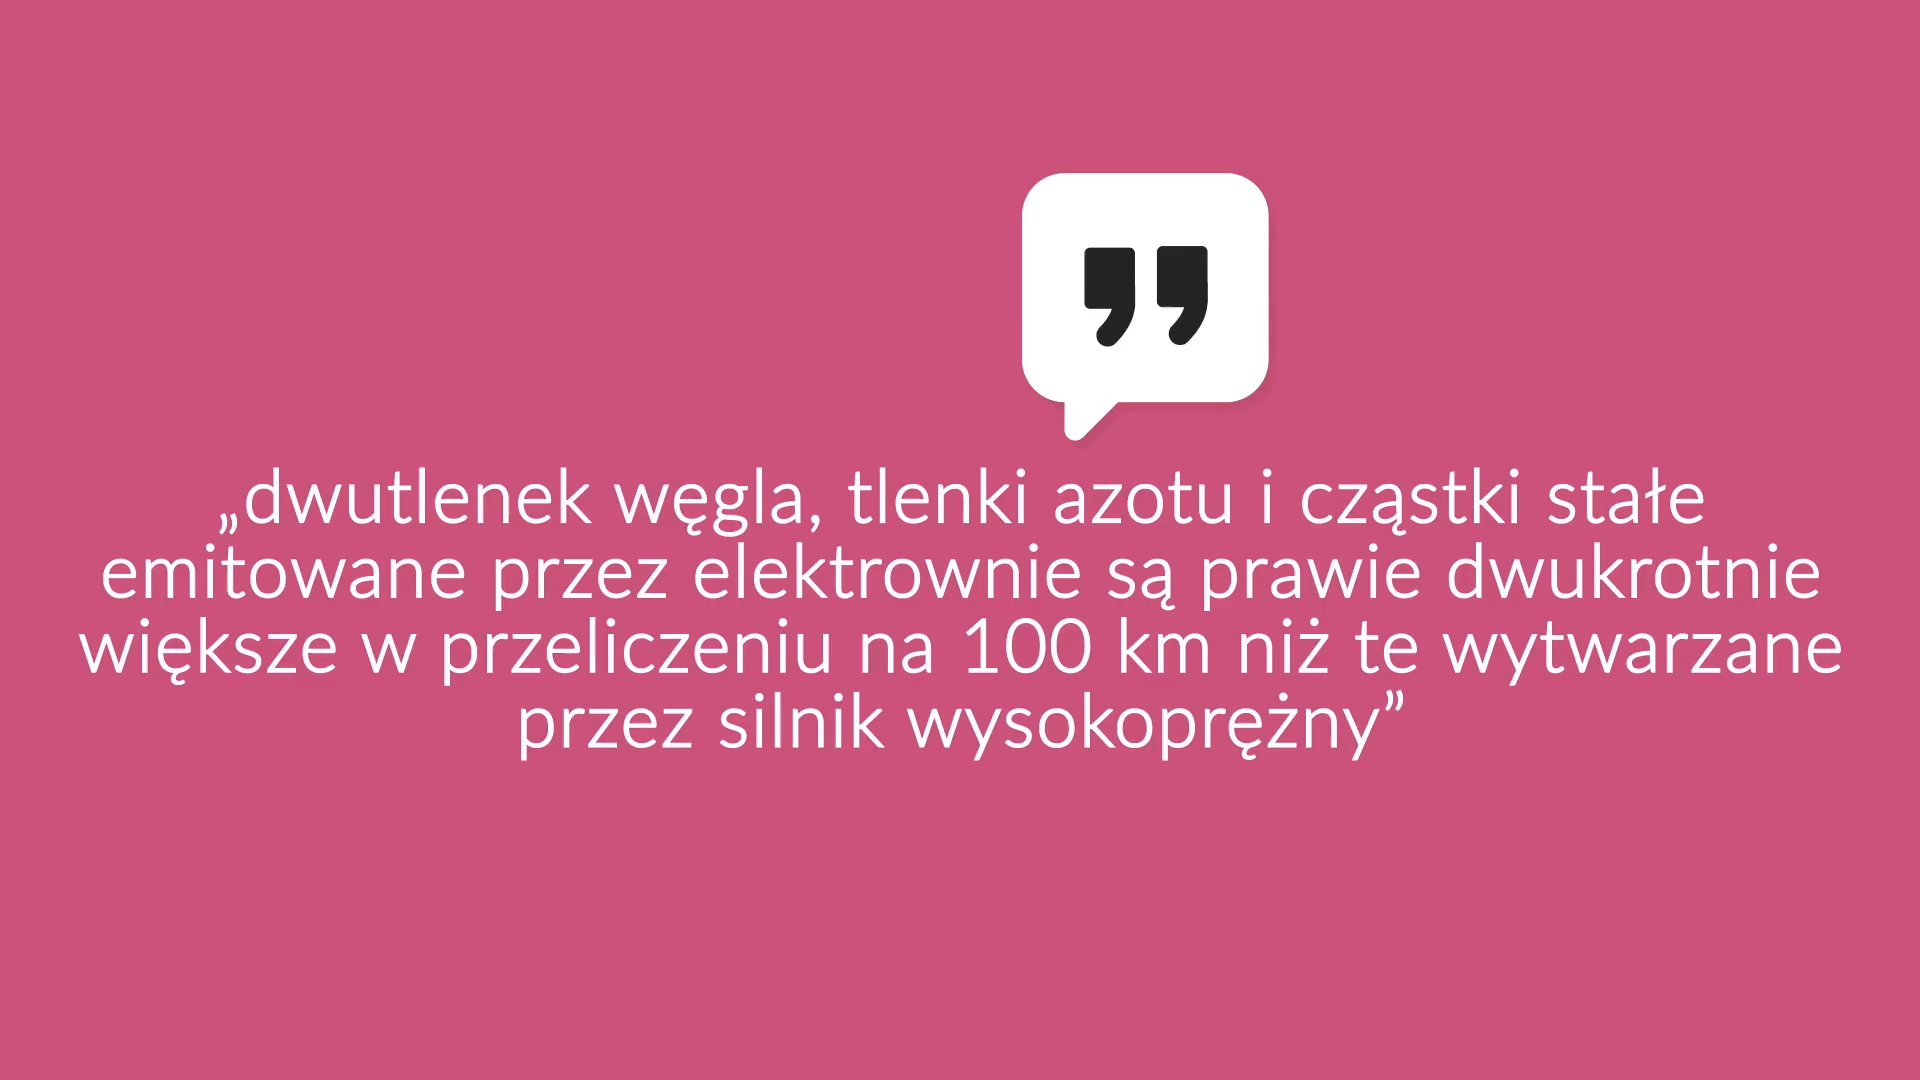 „dwutlenek węgla, tlenki azotu i cząstki stałe
emitowane przez elektrownie są prawie dwukrotnie
większe w przeliczeniu na 100 km niż te wytwarzane
przez silnik wysokoprężny”